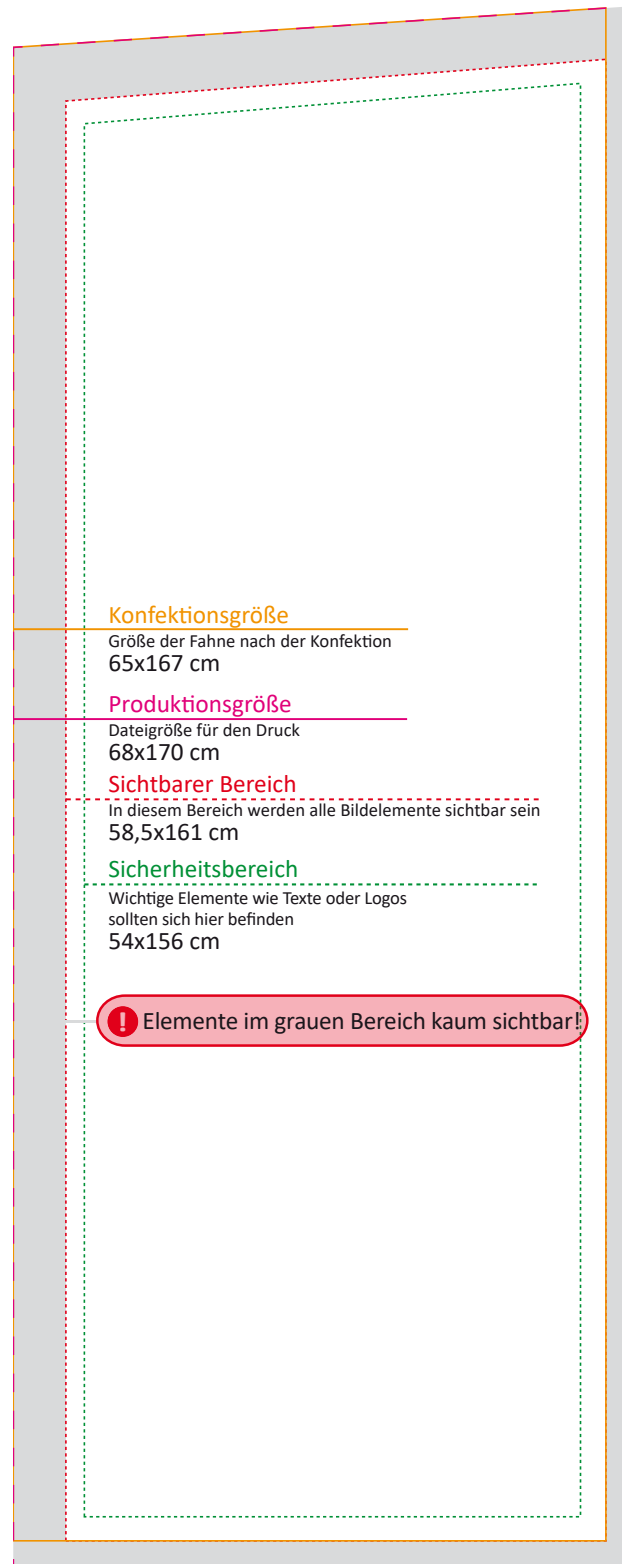 Konfektionsgröße
Größe der Fahne nach der Konfektion
65x167 cm
Produktionsgröße
Dateigröße für den Druck
68x170 cm
Sichtbarer Bereich
In diesem Bereich werden alle Bildelemente sichtbar sein
58,5x161 cm
Sicherheitsbereich
Wichtige Elemente wie Texte oder Logos
sollten sich hier befinden
54x156 cm
! Elemente im grauen Bereich kaum sichtbar!